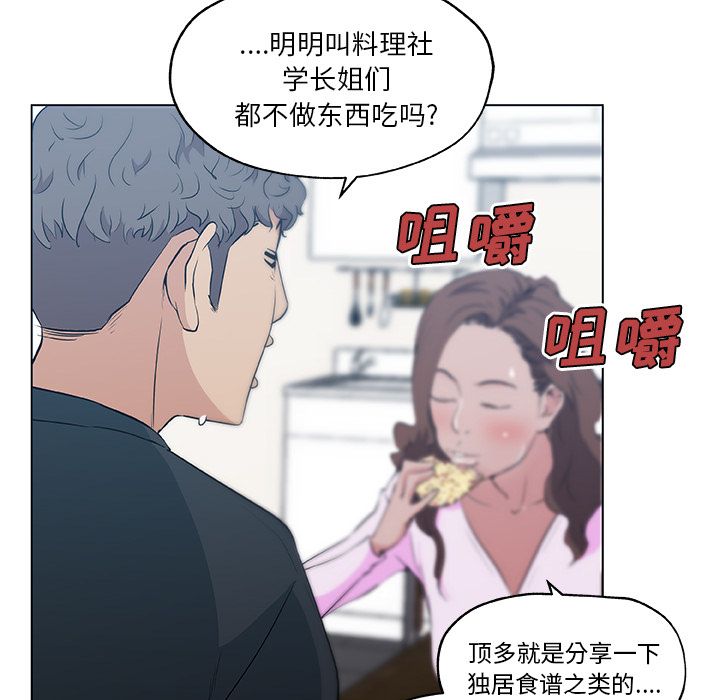 ....明明叫料理社
学长姐们
都不做东西吃吗?
咀嚼
咀嚼
顶多就是分享一下
独居食谱之类的....